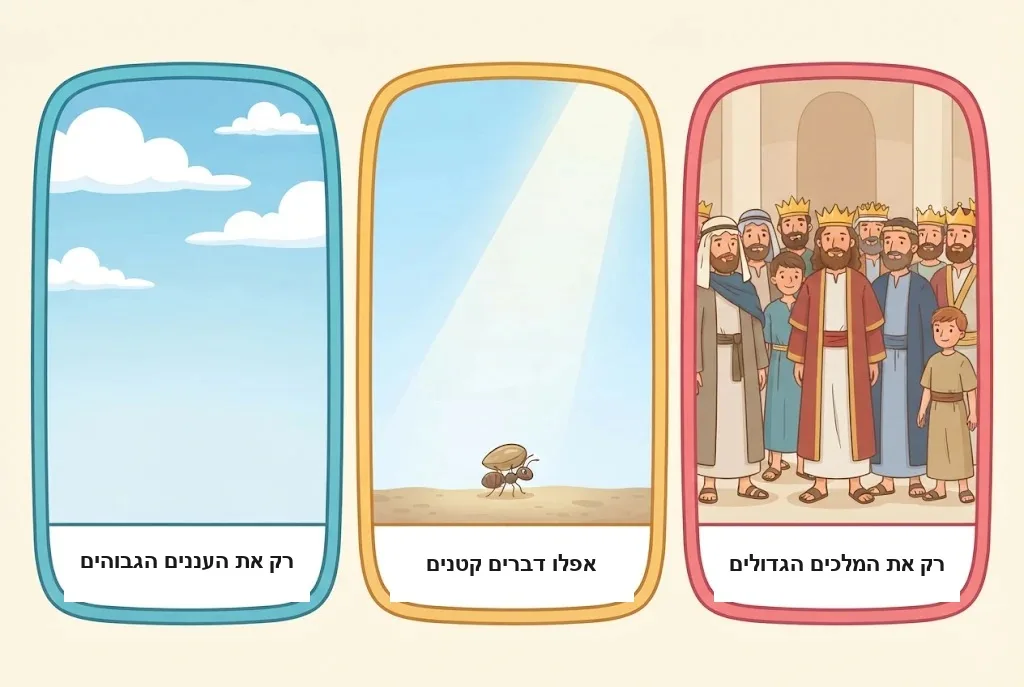 רק את המלכים הגדולים
אפלו דברים קטנים
רק את העננים הגבוהים